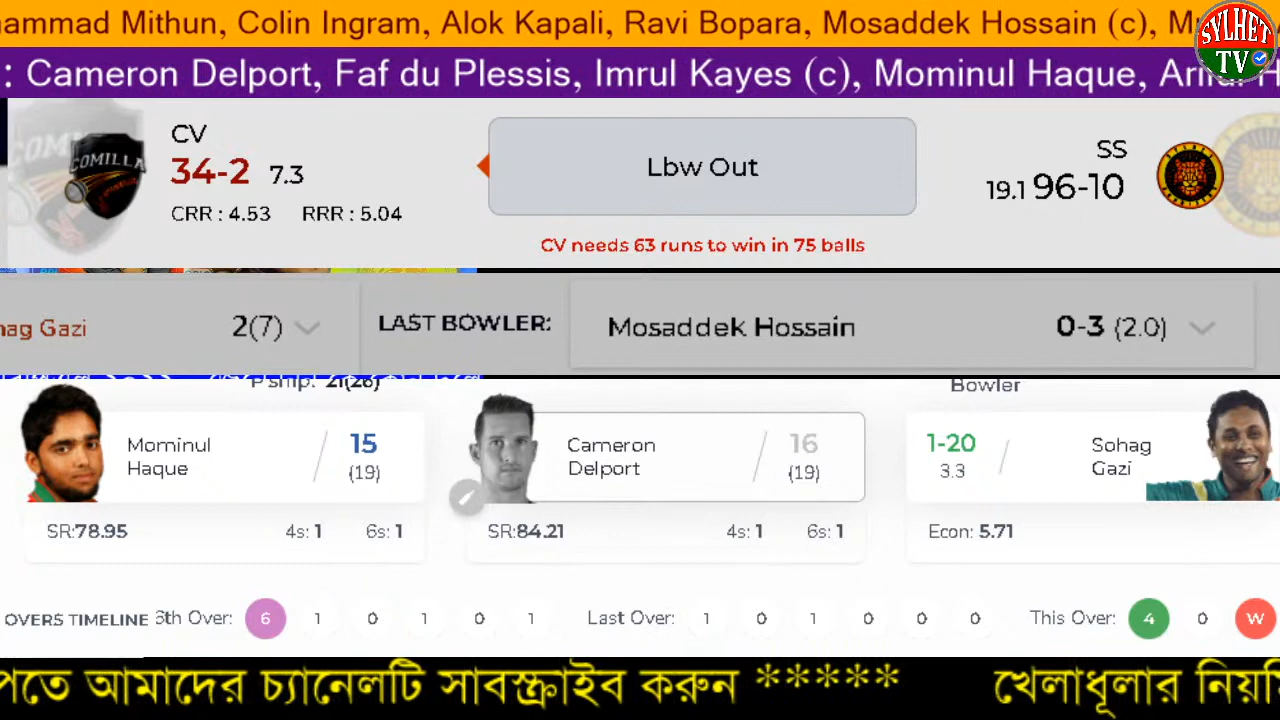 ammad Mithun, Colin Ingram, Alok Kapali, Ravi Bopara, Mosaddek Hossain (c), M
SYLHET
TV
: Cameron Delport, Faf du Plessis, Imrul Kayes (c), Mominul Haque,
COMILLA
CV
34-2 7.3
CRR : 4.53 RRR : 5.04
Lbw Out
CV needs 63 runs to win in 75 balls
SS
19.1 96-10
hag Gazi 2(7)
LAST BOWLER:
Mosaddek Hossain 0-3 (2.0)
P'ship: 21(26)
Bowler
Mominul Haque 15 (19)
SR:78.95 4s: 1 6s: 1
Cameron Delport 16 (19)
SR:84.21 4s: 1 6s: 1
1-20 3.3 Sohag Gazi
Econ: 5.71
OVERS TIMELINE 6th Over: 6 1 0 1 0 1 Last Over: 1 0 1 0 0 0 This Over: 4 0 W
পেতে আমাদের চ্যানেলটি সাবস্ক্রাইব করুন ***** খেলাধূলার নিয়মি